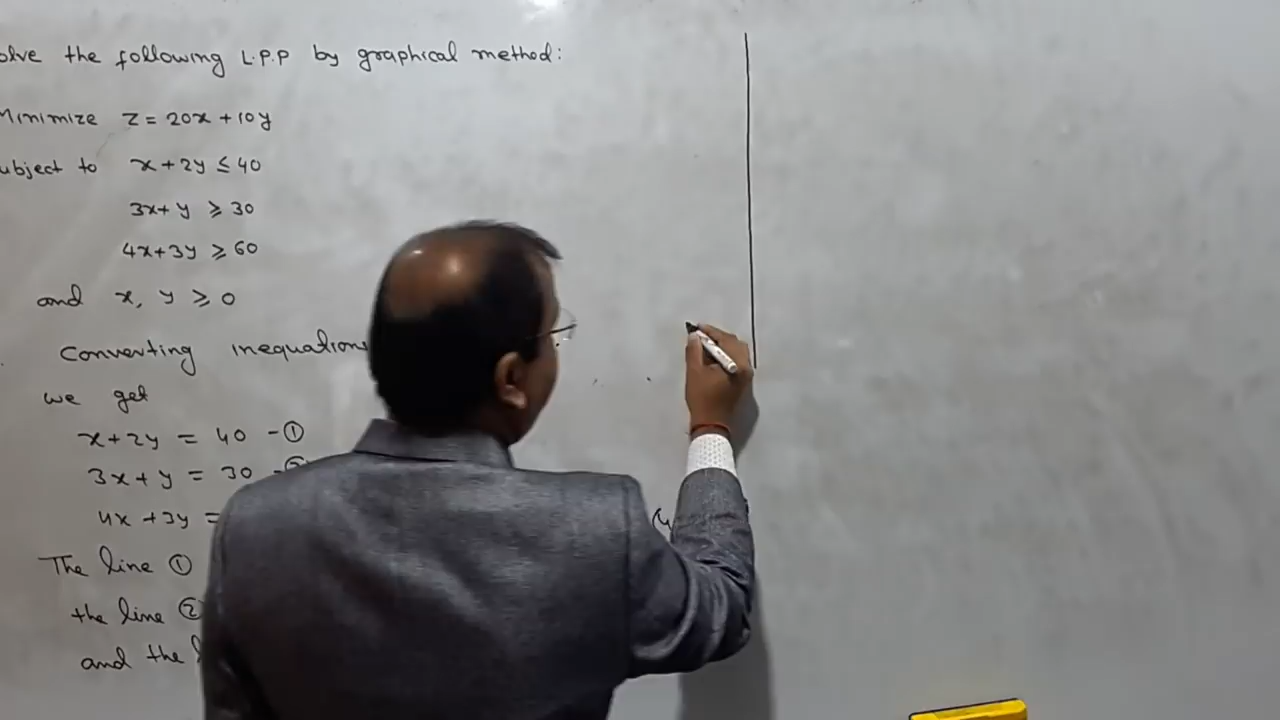 olve the following L.P.P by graphical method:
Minimize z = 20x + 10y
ubject to x + 2y ≤ 40
3x + y ≥ 30
4x + 3y ≥ 60
and x, y ≥ 0
Converting inequations
we get
x + 2y = 40 - ①
3x + y = 30 - ②
4x + 3y =
The line ①
the line ②
and the